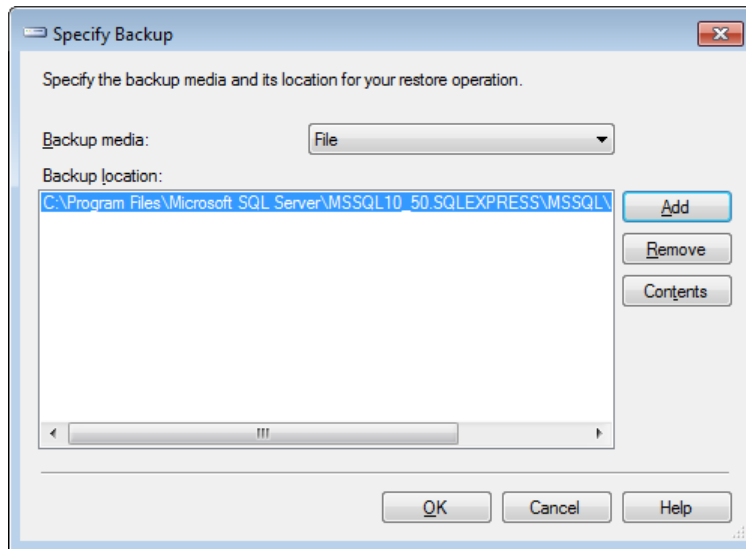 Specify Backup
Specify the backup media and its location for your restore operation.
Backup media: File
Backup location:
C:\Program Files\Microsoft SQL Server\MSSQL10_50.SQLEXPRESS\MSSQL\
Add
Remove
Contents
OK Cancel Help